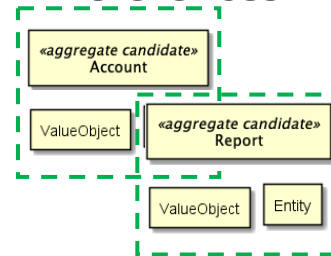 «aggregate candidate»
Account
ValueObject
«aggregate candidate»
Report
ValueObject
Entity